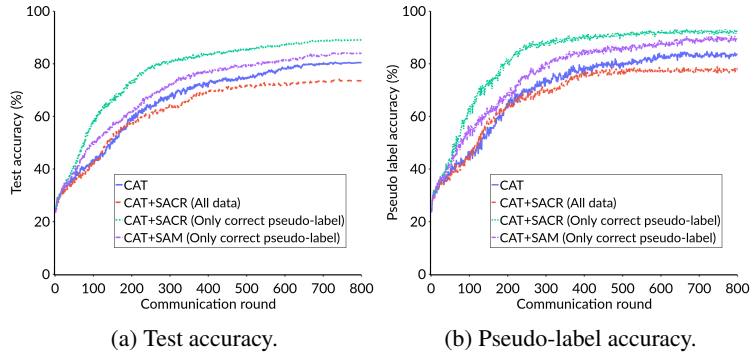 100
80
60
40
20
0
Test accuracy (%)
0 100 200 300 400 500 600 700 800
Communication round
CAT
CAT+SACR (All data)
CAT+SACR (Only correct pseudo-label)
CAT+SAM (Only correct pseudo-label)
(a) Test accuracy.
100
80
60
40
20
0
Pseudo label accuracy (%)
0 100 200 300 400 500 600 700 800
Communication round
CAT
CAT+SACR (All data)
CAT+SACR (Only correct pseudo-label)
CAT+SAM (Only correct pseudo-label)
(b) Pseudo-label accuracy.